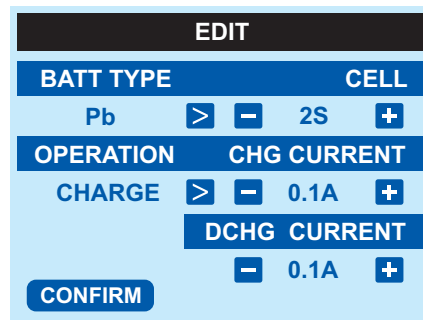 EDIT
BATT TYPE CELL
Pb > - 2S +
OPERATION CHG CURRENT
CHARGE > - 0.1A +
DCHG CURRENT
- 0.1A +
CONFIRM